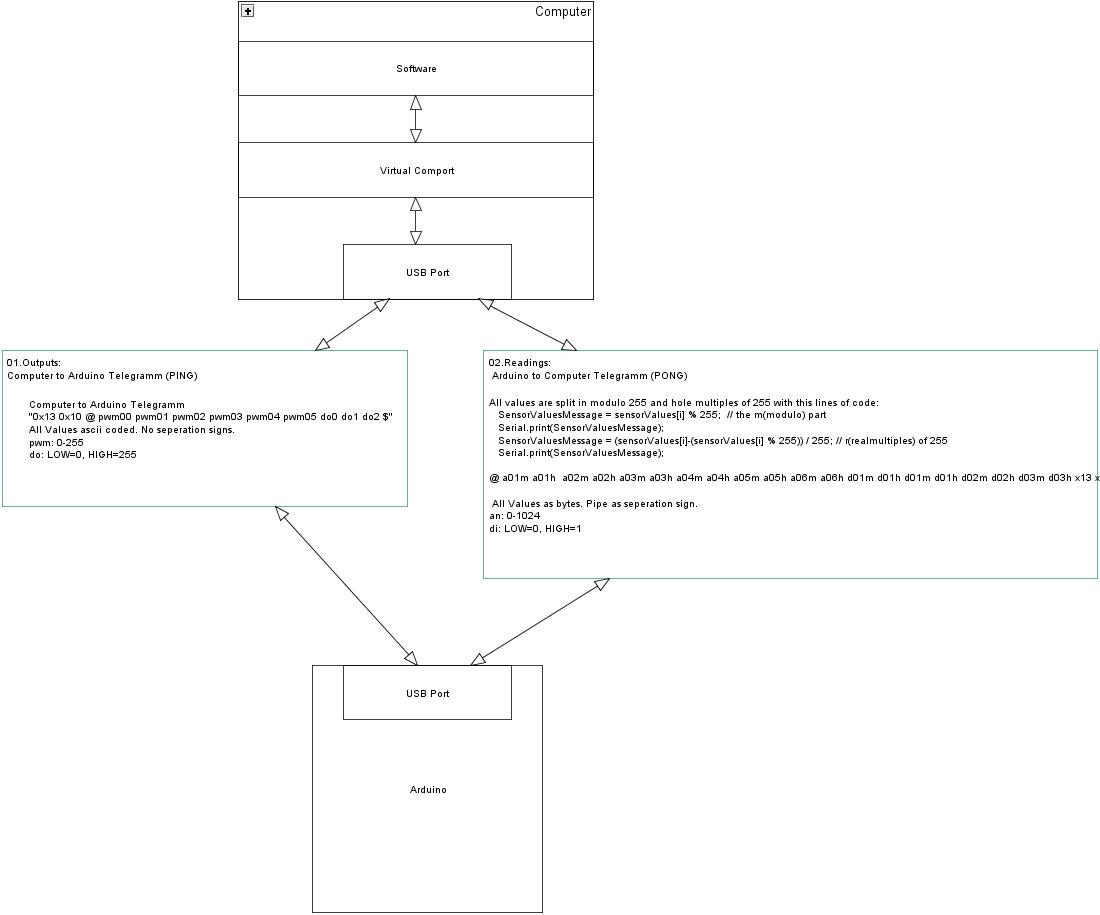 Computer
Software
Virtual Comport
USB Port
01.Outputs:
Computer to Arduino Telegramm (PING)
Computer to Arduino Telegramm
"0x13 0x10 @ pwm00 pwm01 pwm02 pwm03 pwm04 pwm05 do0 do1 do2 $"
All Values ascii coded. No seperation signs.
pwm: 0-255
do: LOW=0, HIGH=255
02.Readings:
Arduino to Computer Telegramm (PONG)
All values are split in modulo 255 and hole multiples of 255 with this lines of code:
SensorValuesMessage = sensorValues[i] % 255;  // the m(modulo) part
Serial.print(SensorValuesMessage);
SensorValuesMessage = (sensorValues[i]-(sensorValues[i] % 255)) / 255; // r(realmultiples) of 255
Serial.print(SensorValuesMessage);
@ a01m a01h  a02m a02h a03m a03h a04m a04h a05m a05h a06m a06h d01m d01h d01m d01h d02m d02h d03m d03h x13 x
All Values as bytes. Pipe as seperation sign.
an: 0-1024
di: LOW=0, HIGH=1
USB Port
Arduino